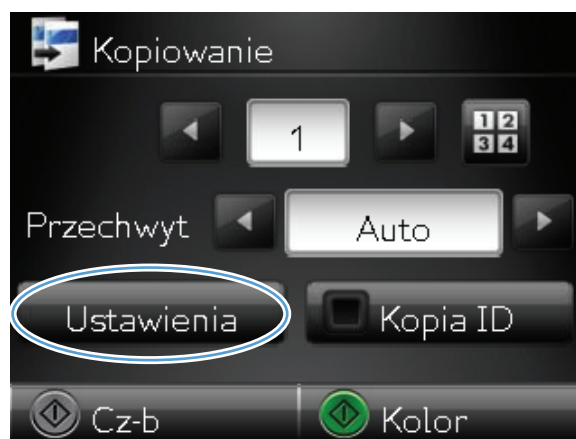 Kopiowanie
1
1 2
3 4
Przechwyt Auto
Ustawienia Kopia ID
Cz-b Kolor